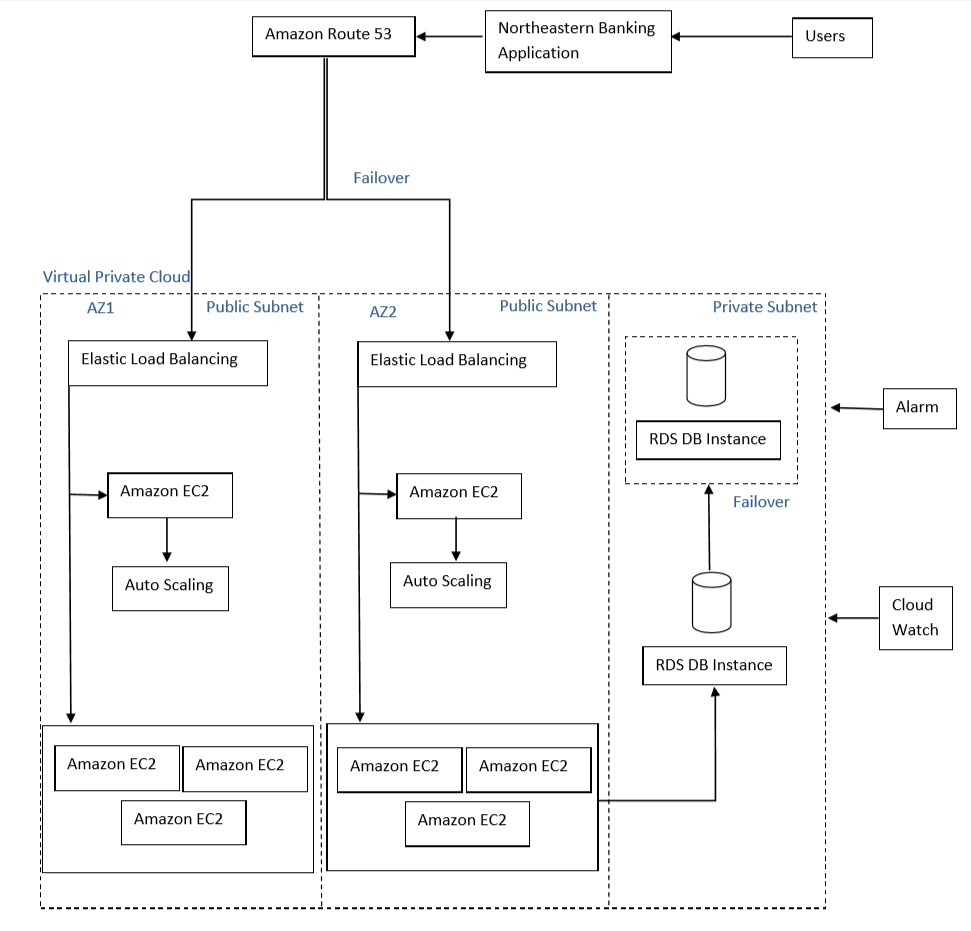 Amazon Route 53
Northeastern Banking
Application
Users
Failover
Virtual Private Cloud
AZ1
Public Subnet
AZ2
Public Subnet
Private Subnet
Elastic Load Balancing
Elastic Load Balancing
RDS DB Instance
Alarm
Amazon EC2
Amazon EC2
Failover
Auto Scaling
Auto Scaling
Cloud
Watch
RDS DB Instance
Amazon EC2
Amazon EC2
Amazon EC2
Amazon EC2
Amazon EC2
Amazon EC2